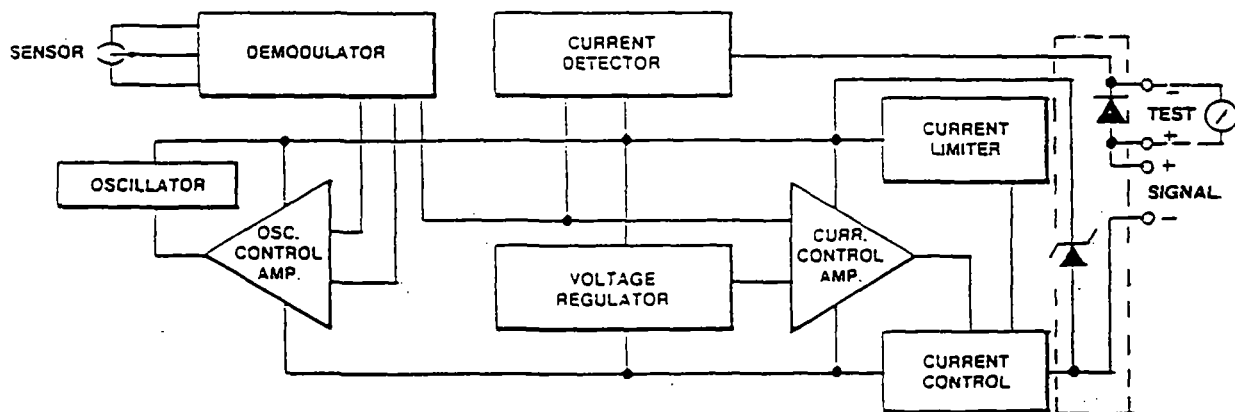 SENSOR
DEMODULATOR
CURRENT
DETECTOR
−
TEST
+
+
SIGNAL
−
CURRENT
LIMITER
OSCILLATOR
OSC.
CONTROL
AMP.
VOLTAGE
REGULATOR
CURR.
CONTROL
AMP.
CURRENT
CONTROL